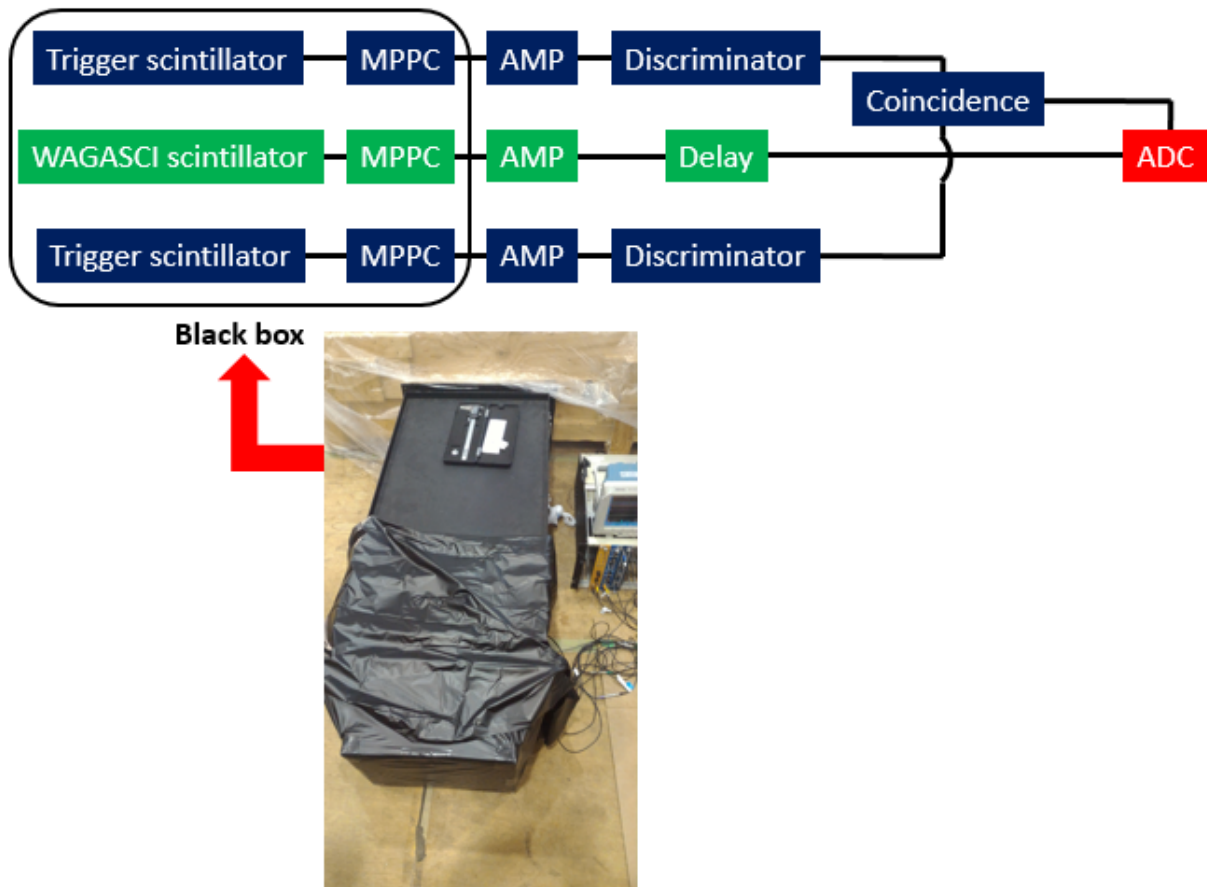 Trigger scintillator MPPC AMP Discriminator
Coincidence
WAGASCI scintillator MPPC AMP Delay ADC
Trigger scintillator MPPC AMP Discriminator
Black box